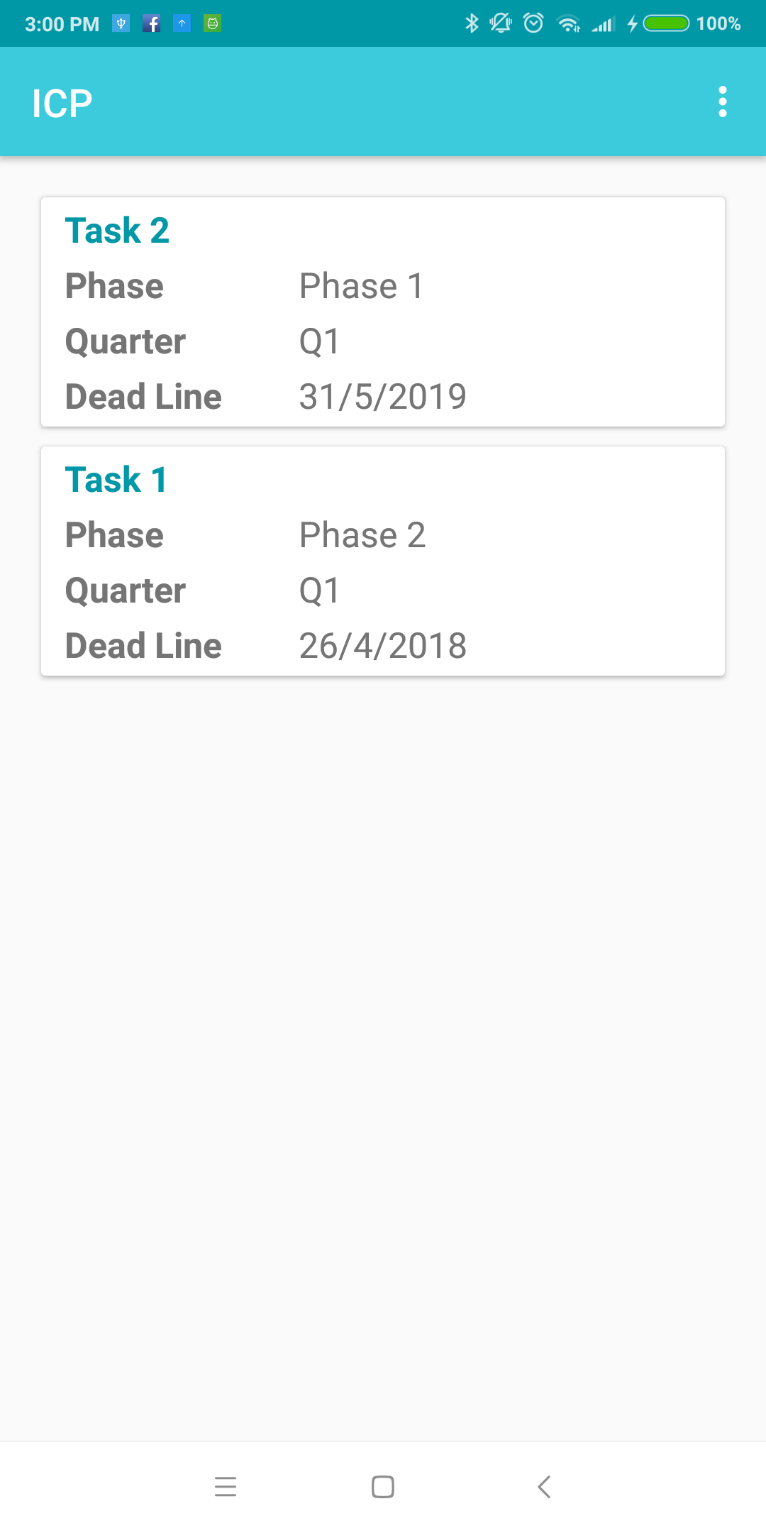 3:00 PM 100%
ICP
Task 2
Phase Phase 1
Quarter Q1
Dead Line 31/5/2019
Task 1
Phase Phase 2
Quarter Q1
Dead Line 26/4/2018